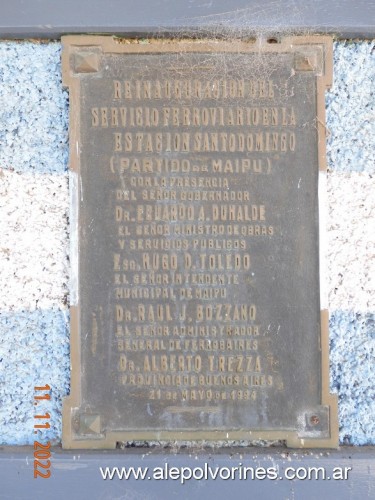 REINAUGURACION DEL
SERVICIO FERROVIARIO EN LA
ESTACION SANTO DOMINGO
(PARTIDO DE MAIPU)
CON LA PRESENCIA
DEL SEÑOR GOBERNADOR
DR. EDUARDO A. DUHALDE
EL SEÑOR MINISTRO DE OBRAS
Y SERVICIOS PUBLICOS
HUGO D. TOLEDO
EL SEÑOR INTENDENTE
MUNICIPAL DE MAIPU
DR. RAUL J. BOZZANO
EL SEÑOR ADMINISTRADOR
GENERAL DE FERROBAIRES
DR. ALBERTO TREZZA
PROVINCIA DE BUENOS AIRES
21 DE MAYO DE
11 11 2022
www.alepolvorines.com.ar